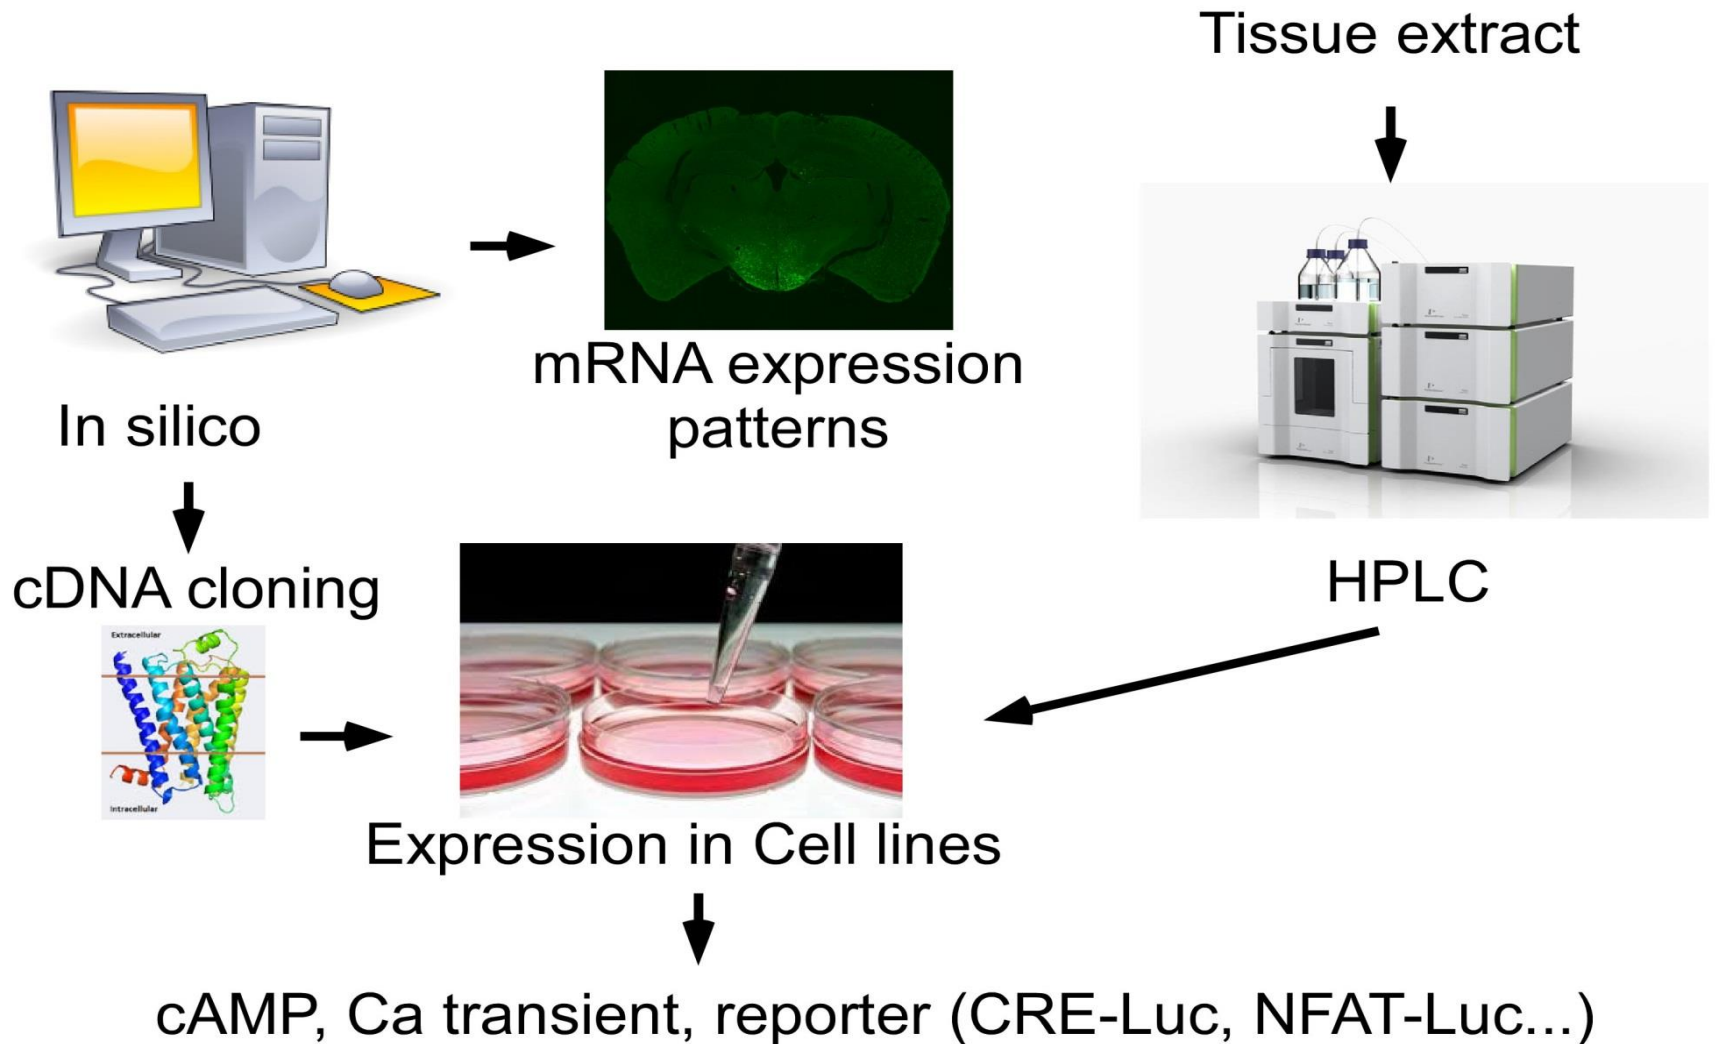 Tissue extract
mRNA expression
patterns
In silico
cDNA cloning
HPLC
Extracellular
Intracellular
Expression in Cell lines
cAMP, Ca transient, reporter (CRE-Luc, NFAT-Luc...)